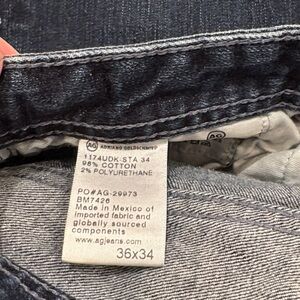 AG ADRIANO GOLDSCHMIED
1174UDK-STA 34
98% COTTON
2% POLYURETHANE
PO#AG-29973
BM7426
Made in Mexico of
imported fabric and
globally sourced
components
www.agjeans.com
36x34